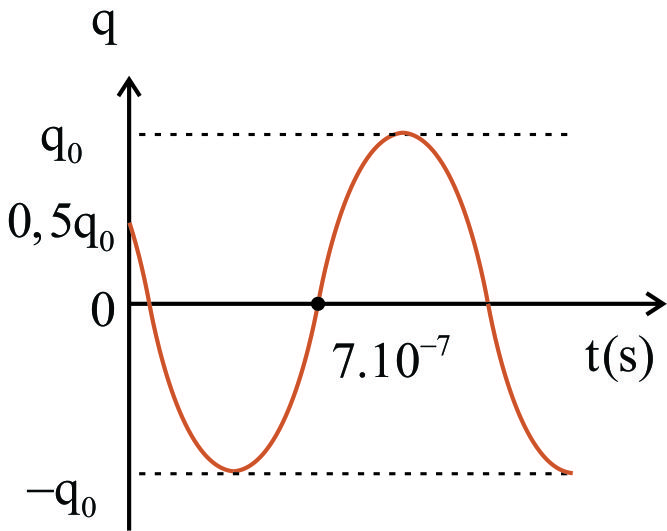 q
q₀
0,5q₀
0
7.10⁻⁷
t(s)
−q₀